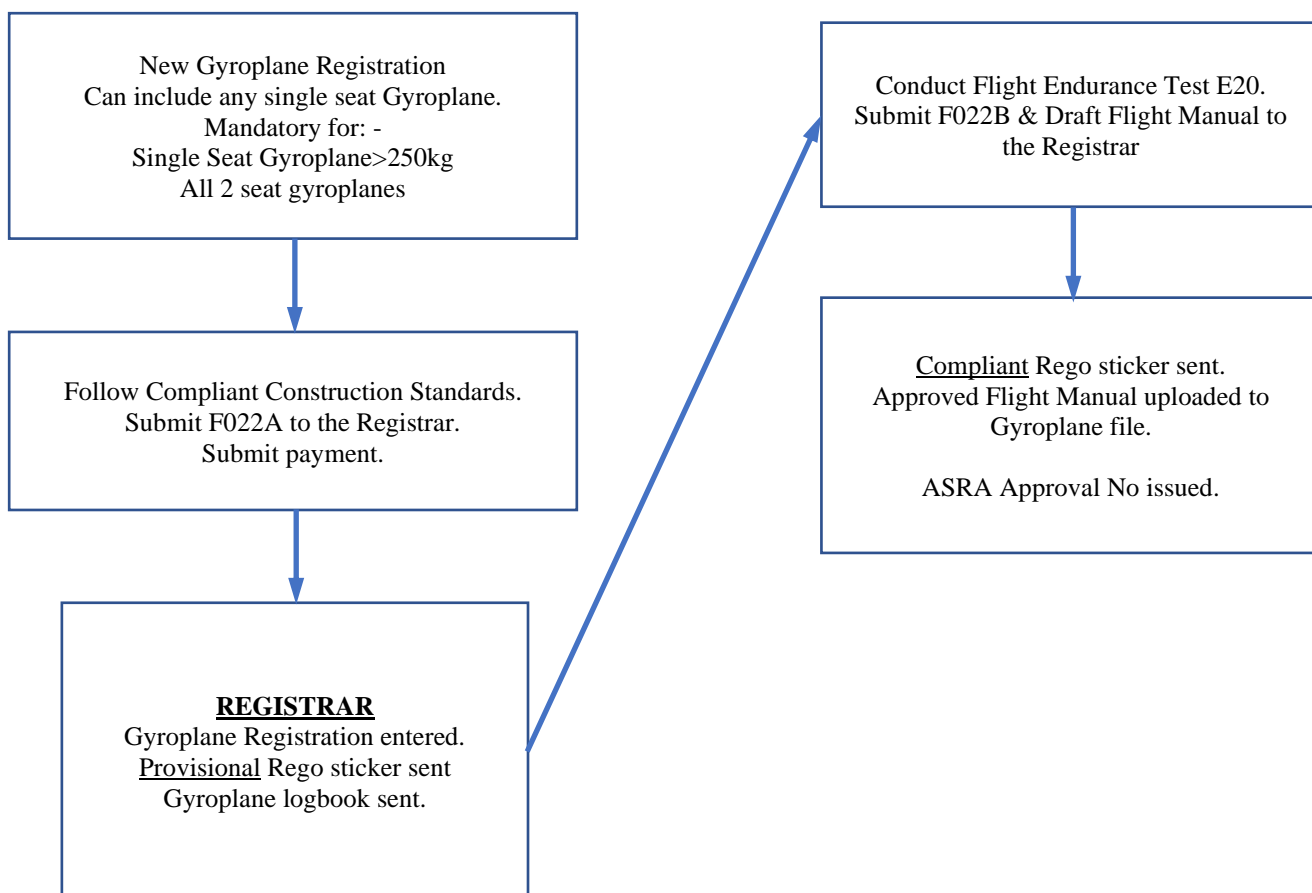 New Gyroplane Registration
Can include any single seat Gyroplane.
Mandatory for: -
Single Seat Gyroplane>250kg
All 2 seat gyroplanes
Follow Compliant Construction Standards.
Submit F022A to the Registrar.
Submit payment.
REGISTRAR
Gyroplane Registration entered.
Provisional Rego sticker sent
Gyroplane logbook sent.
Conduct Flight Endurance Test E20.
Submit F022B & Draft Flight Manual to
the Registrar
Compliant Rego sticker sent.
Approved Flight Manual uploaded to
Gyroplane file.
ASRA Approval No issued.